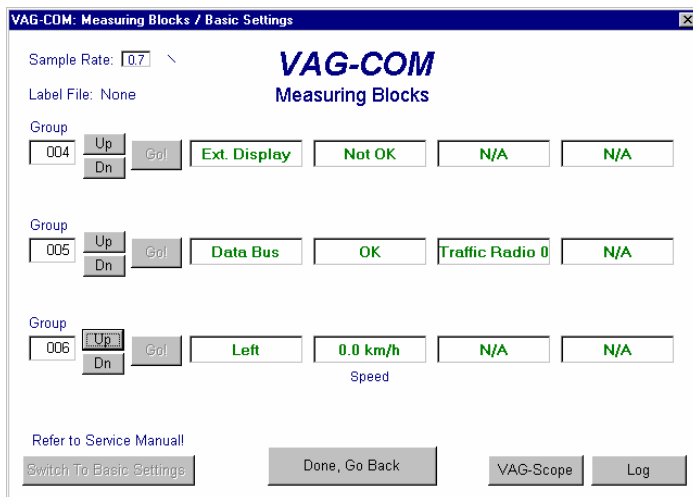 VAG-COM: Measuring Blocks / Basic Settings
Sample Rate: 0.7 \
VAG-COM
Label File: None
Measuring Blocks
Group
004 Up Dn Go! Ext. Display Not OK N/A N/A
Group
005 Up Dn Go! Data Bus OK Traffic Radio 0 N/A
Group
006 Up Dn Go! Left 0.0 km/h N/A N/A
Speed
Refer to Service Manual!
Switch To Basic Settings Done, Go Back VAG-Scope Log